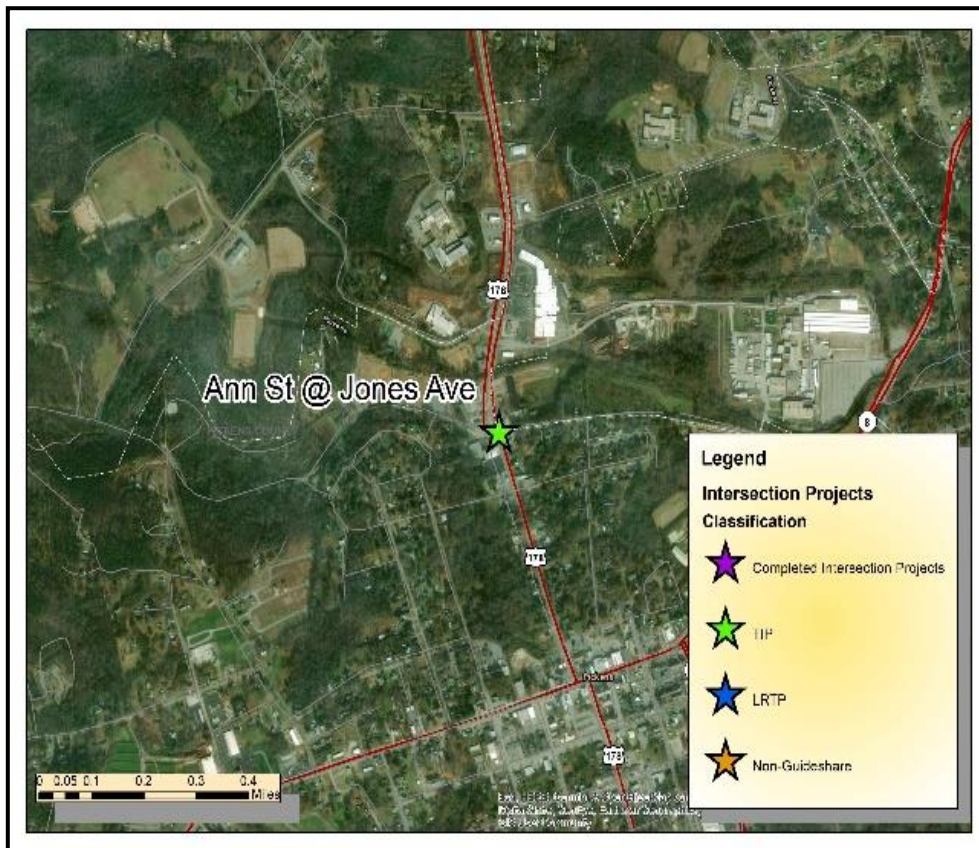 178
Ann St @ Jones Ave
8
Legend
Intersection Projects
Classification
Completed Intersection Projects
178
TIP
LRTP
Pickens
178
Non-Guideshare
0 0.05 0.1 0.2 0.3 0.4
Miles